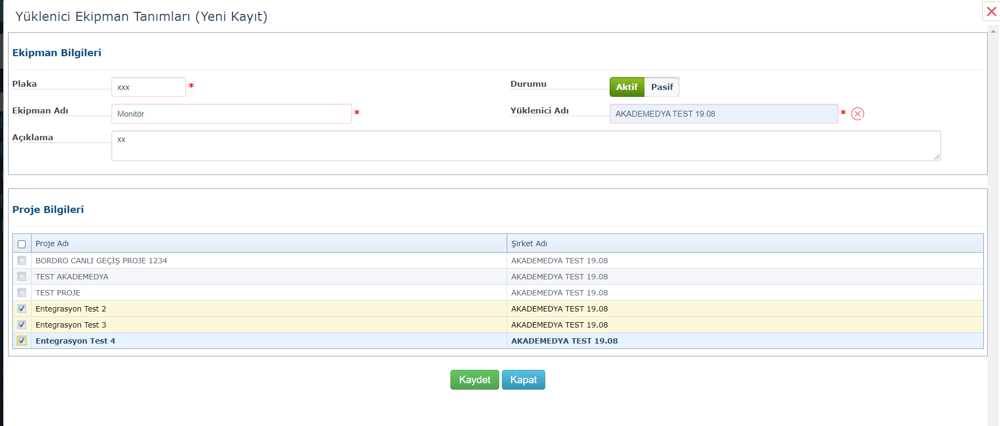 Yüklenici Ekipman Tanımları (Yeni Kayıt)
Ekipman Bilgileri
Plaka xxx * Durumu Aktif Pasif
Ekipman Adı Monitör * Yüklenici Adı AKADEMEDYA TEST 19.08 *
Açıklama xx
Proje Bilgileri
Proje Adı Şirket Adı
BORDRO CANLI GEÇİŞ PROJE 1234 AKADEMEDYA TEST 19.08
TEST AKADEMEDYA AKADEMEDYA TEST 19.08
TEST PROJE AKADEMEDYA TEST 19.08
Entegrasyon Test 2 AKADEMEDYA TEST 19.08
Entegrasyon Test 3 AKADEMEDYA TEST 19.08
Entegrasyon Test 4 AKADEMEDYA TEST 19.08
Kaydet Kapat